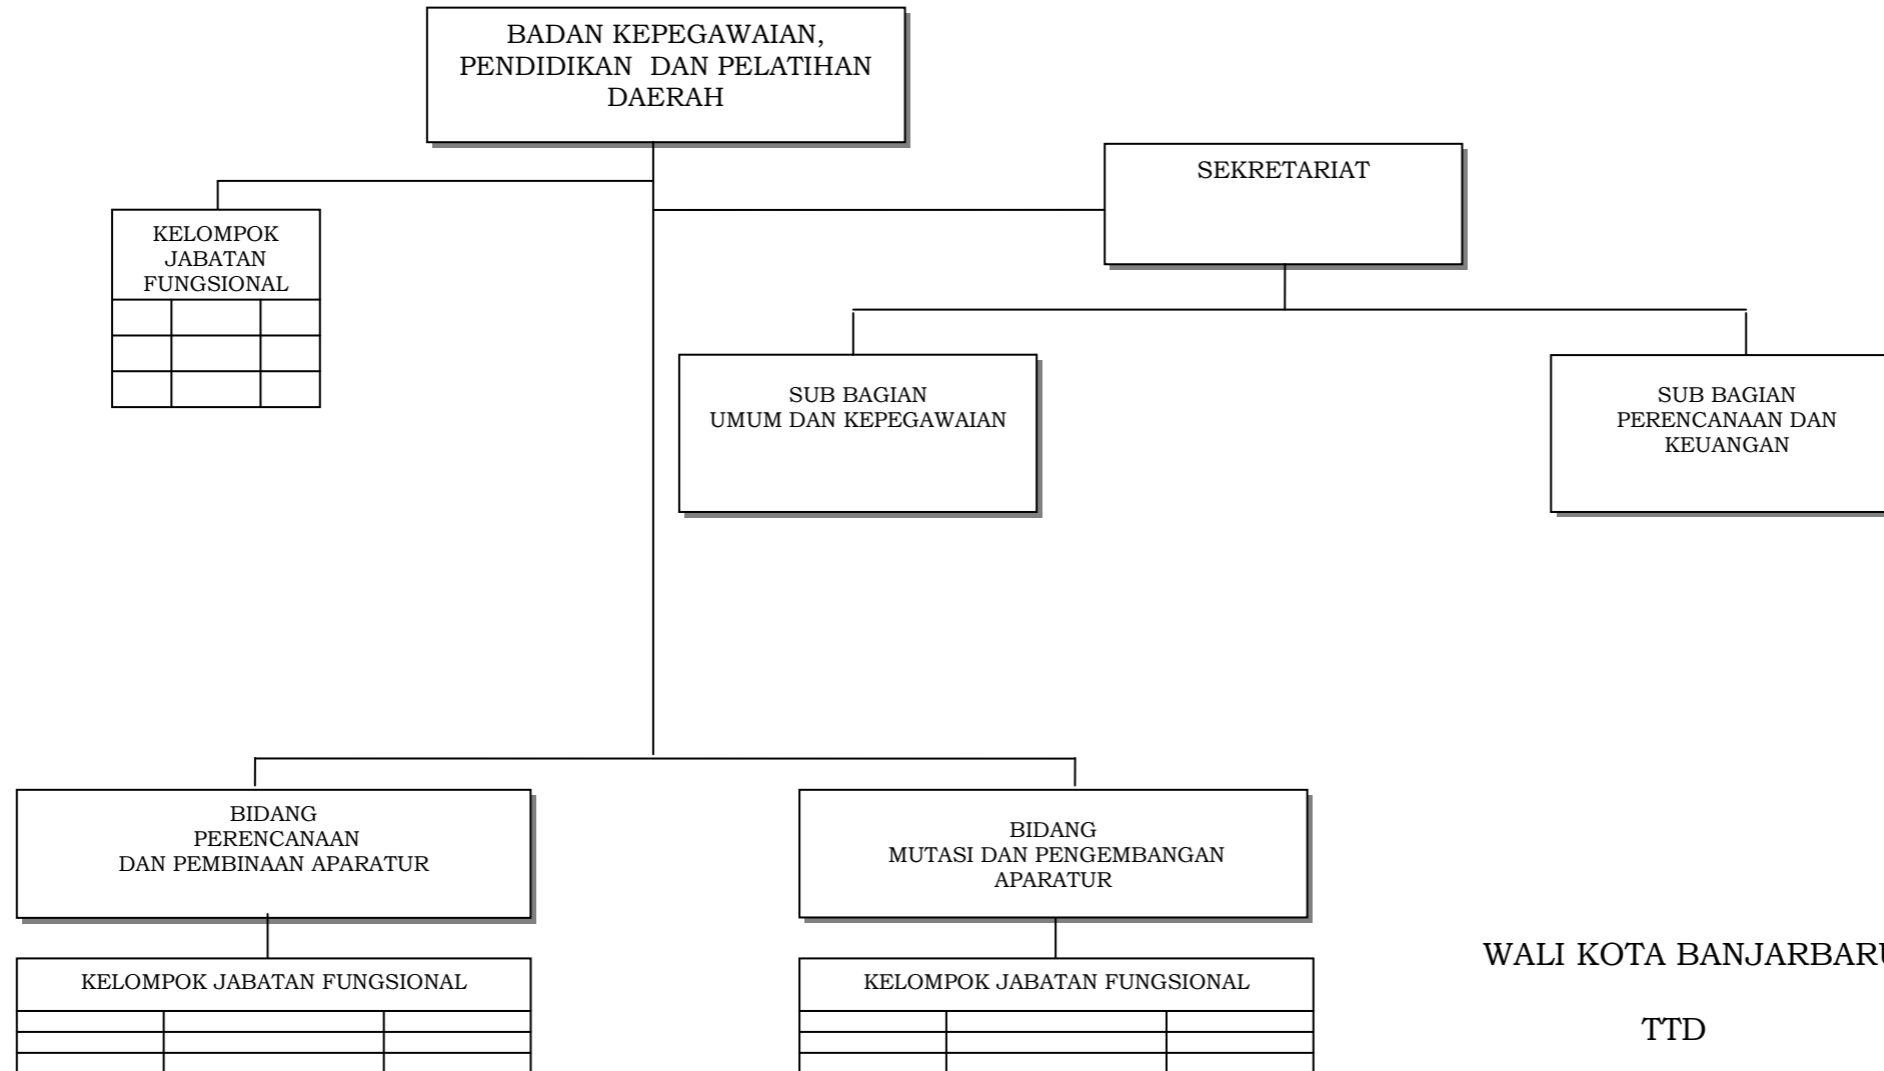 BADAN KEPEGAWAIAN,
PENDIDIKAN DAN PELATIHAN
DAERAH
SEKRETARIAT
KELOMPOK
JABATAN
FUNGSIONAL
SUB BAGIAN
UMUM DAN KEPEGAWAIAN
SUB BAGIAN
PERENCANAAN DAN
KEUANGAN
BIDANG
PERENCANAAN
DAN PEMBINAAN APARATUR
BIDANG
MUTASI DAN PENGEMBANGAN
APARATUR
KELOMPOK JABATAN FUNGSIONAL
KELOMPOK JABATAN FUNGSIONAL
WALI KOTA BANJARBARU
TTD